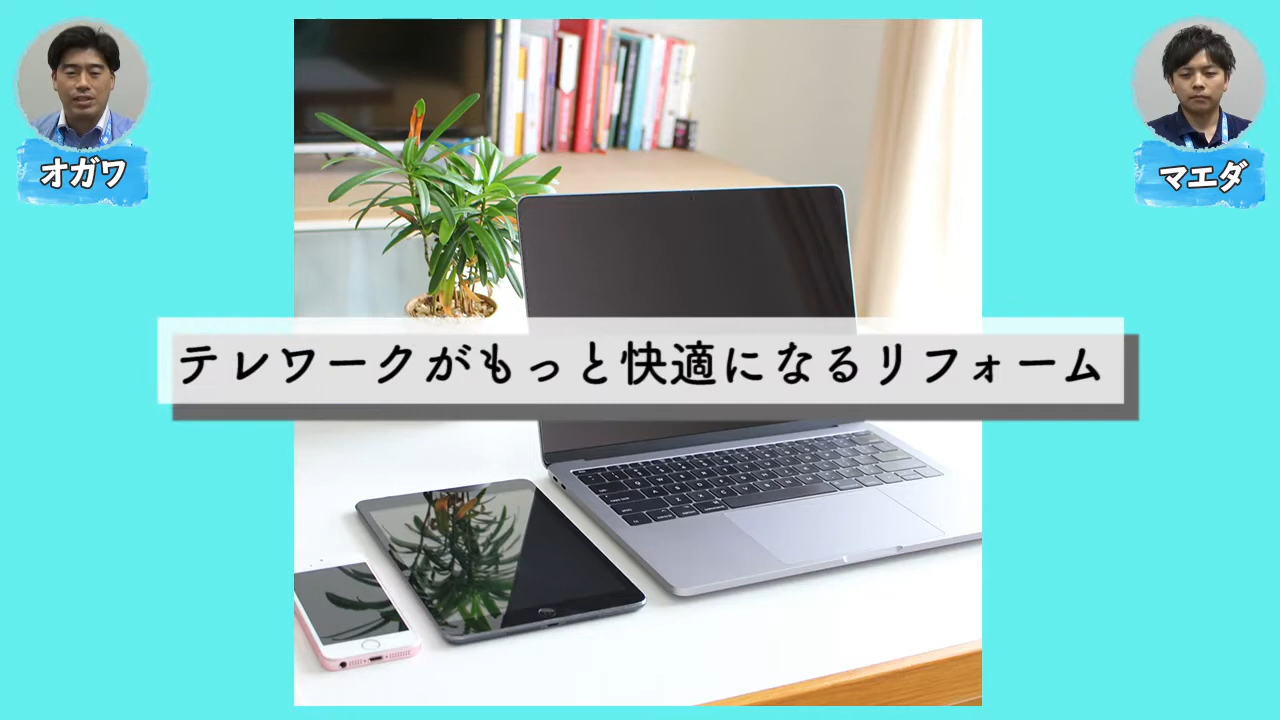 オガワ
マエダ
テレワークがもっと快適になるリフォーム